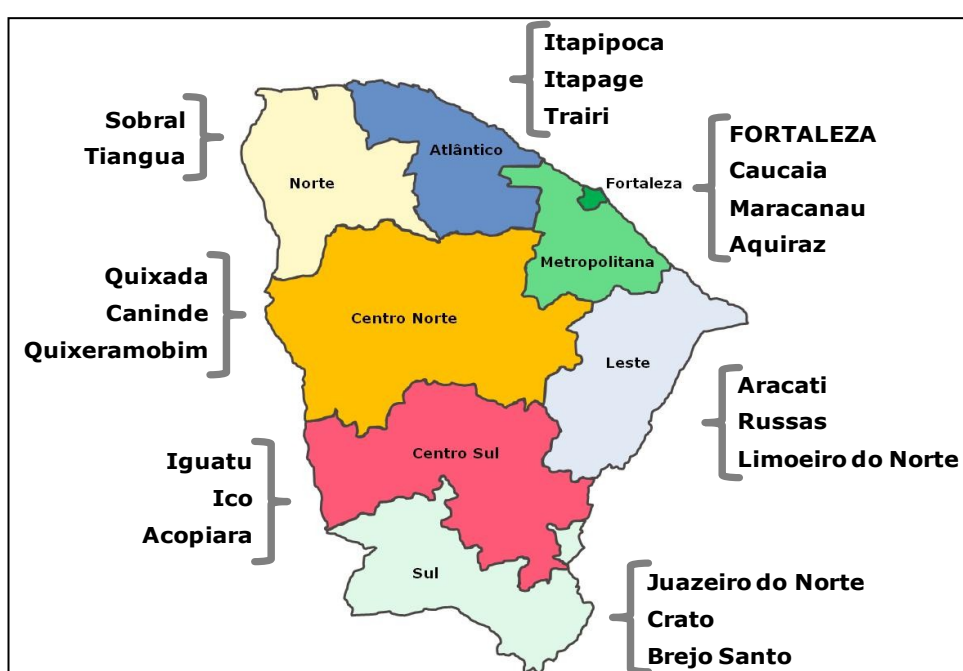 Itapipoca
Itapage
Trairi
Sobral
Tiangua
FORTALEZA
Caucaia
Maracanau
Aquiraz
Atlântico
Norte
Fortaleza
Metropolitana
Quixada
Caninde
Quixeramobim
Centro Norte
Leste
Aracati
Russas
Limoeiro do Norte
Centro Sul
Iguatu
Ico
Acopiara
Sul
Juazeiro do Norte
Crato
Brejo Santo